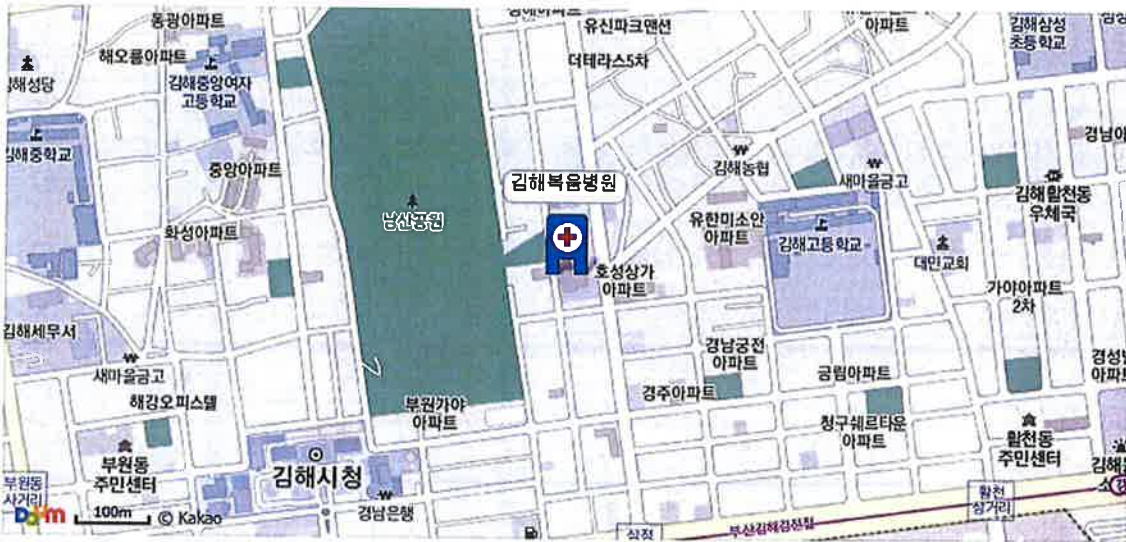 동광아파트
유신파크맨션
아파트
김해삼성
초등학교
해오름아파트
더테라스5차
김해중앙여자
고등학교
김해중학교
중앙아파트
김해농협
새마을금고
김해활천동
우체국
김해복음병원
남산공원
화성아파트
유한미소안
아파트
김해고등학교
대민교회
호성상가
아파트
가야아파트
2차
김해세무서
새마을금고
경남궁전
아파트
금림아파트
해강오피스텔
부원가야
아파트
경주아파트
청구쉐르타운
아파트
부원동
주민센터
활천동
주민센터
김해시청
부원동
사거리
경남은행
활천
삼거리
Daum
100m
© Kakao
부산김해경전철